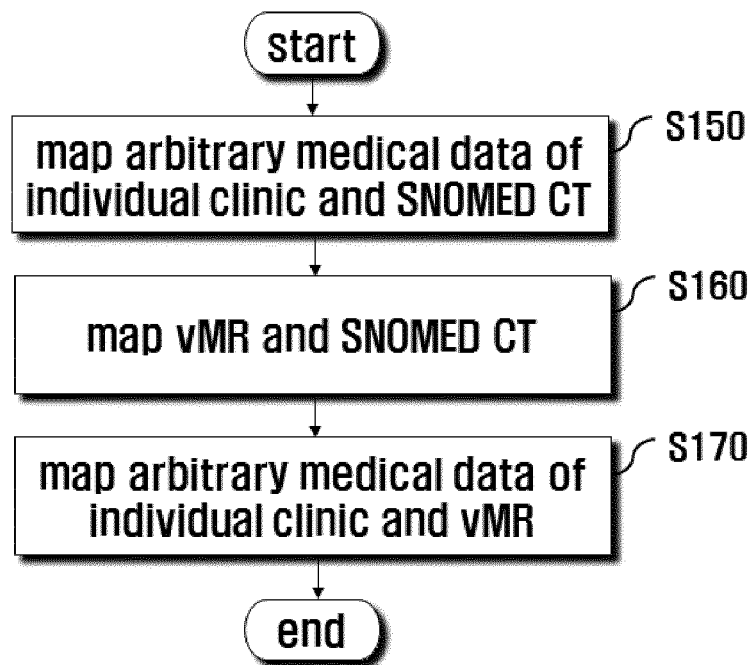 start
S150
map arbitrary medical data of
individual clinic and SNOMED CT
S160
map vMR and SNOMED CT
S170
map arbitrary medical data of
individual clinic and vMR
end